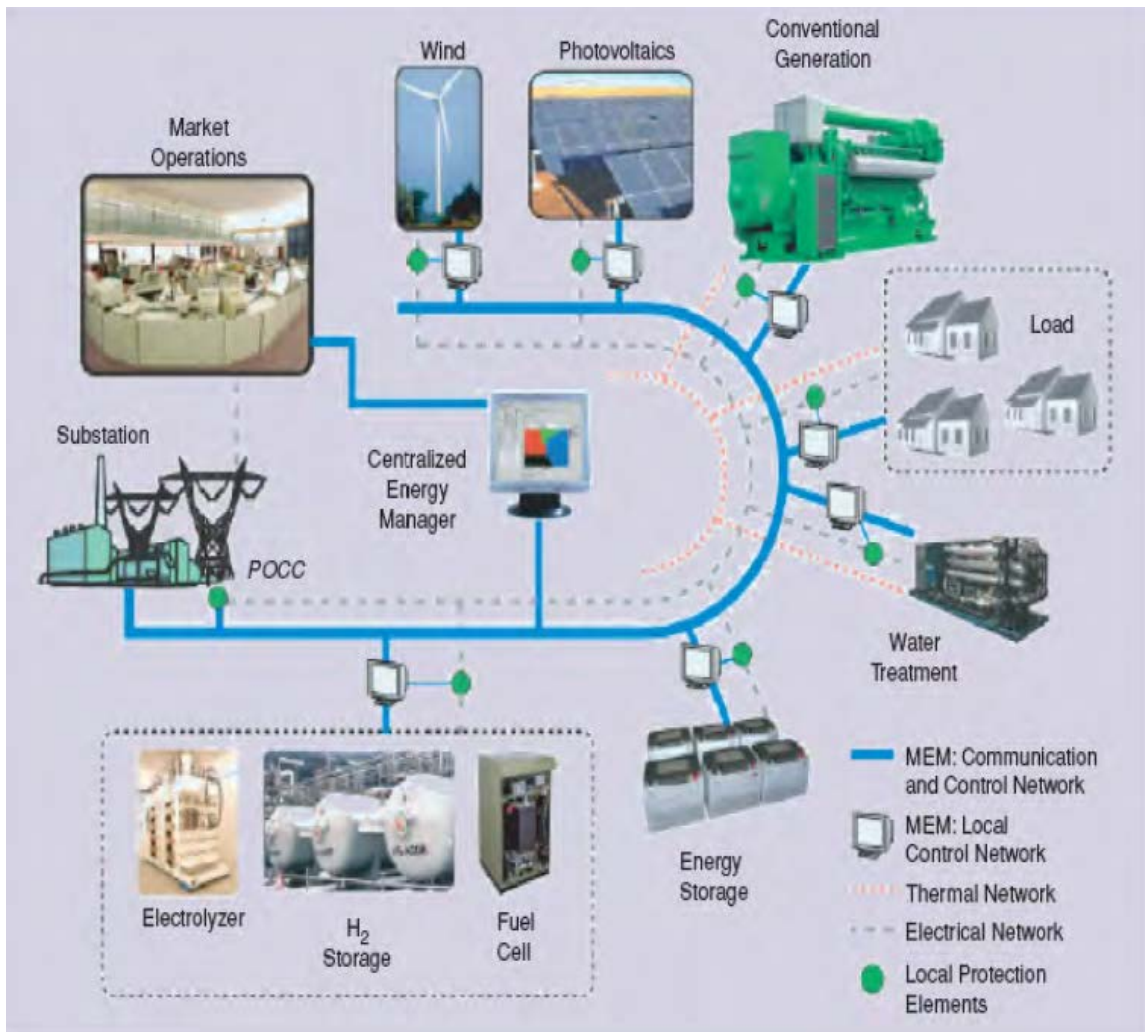 Wind
Photovoltaics
Conventional
Generation
Market
Operations
Load
Substation
Centralized
Energy
Manager
POCC
Water
Treatment
MEM: Communication
and Control Network
MEM: Local
Control Network
Energy
Storage
Thermal Network
Electrolyzer
H2
Storage
Fuel
Cell
Electrical Network
Local Protection
Elements